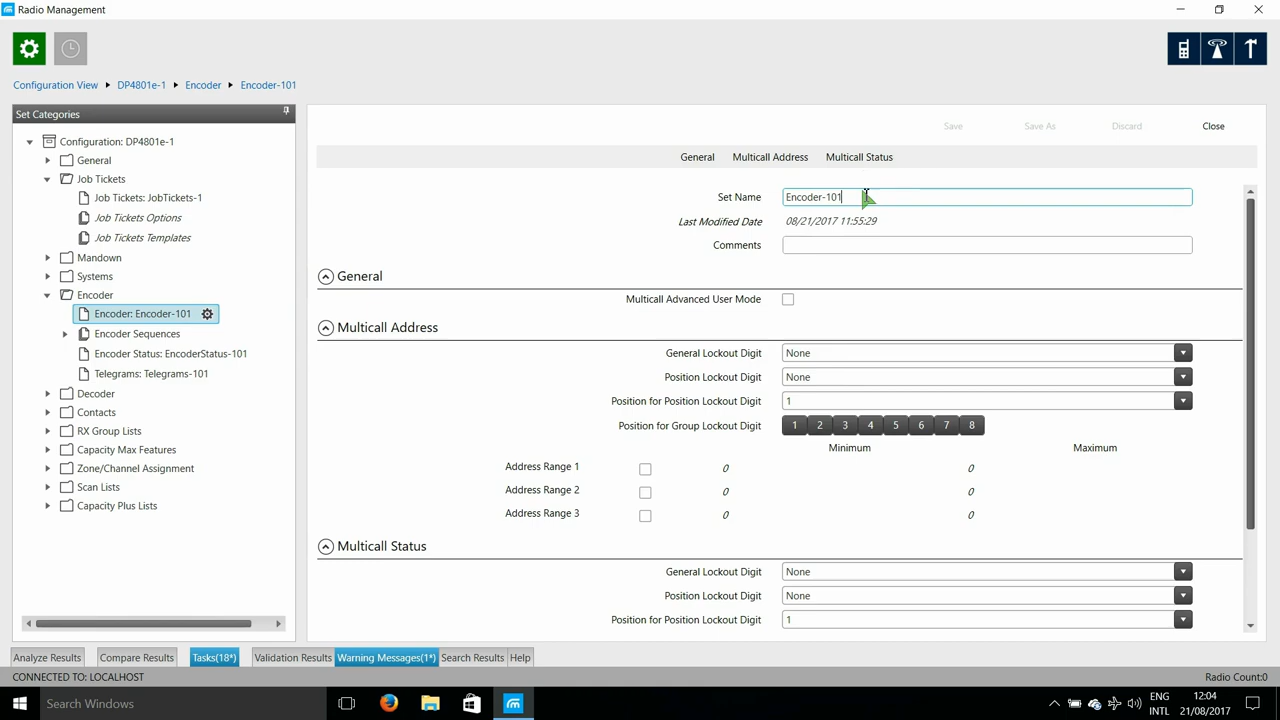 Radio Management
Configuration View DP4801e-1 Encoder Encoder-101
Set Categories
Configuration: DP4801e-1
General
Job Tickets
Job Tickets: JobTickets-1
Job Tickets Options
Job Tickets Templates
Mandown
Systems
Encoder
Encoder: Encoder-101
Encoder Sequences
Encoder Status: EncoderStatus-101
Telegrams: Telegrams-101
Decoder
Contacts
RX Group Lists
Capacity Max Features
Zone/Channel Assignment
Scan Lists
Capacity Plus Lists
Save Save As Discard Close
General Multicall Address Multicall Status
Set Name Encoder-101
Last Modified Date 08/21/2017 11:55:29
Comments
General
Multicall Advanced User Mode
Multicall Address
General Lockout Digit None
Position Lockout Digit None
Position for Position Lockout Digit 1
Position for Group Lockout Digit 1 2 3 4 5 6 7 8
Minimum Maximum
Address Range 1 0 0
Address Range 2 0 0
Address Range 3 0 0
Multicall Status
General Lockout Digit None
Position Lockout Digit None
Position for Position Lockout Digit 1
Analyze Results Compare Results Tasks(18*) Validation Results Warning Messages(1*) Search Results Help
CONNECTED TO: LOCALHOST Radio Count:0
Search Windows
ENG 12:04
INTL 21/08/2017